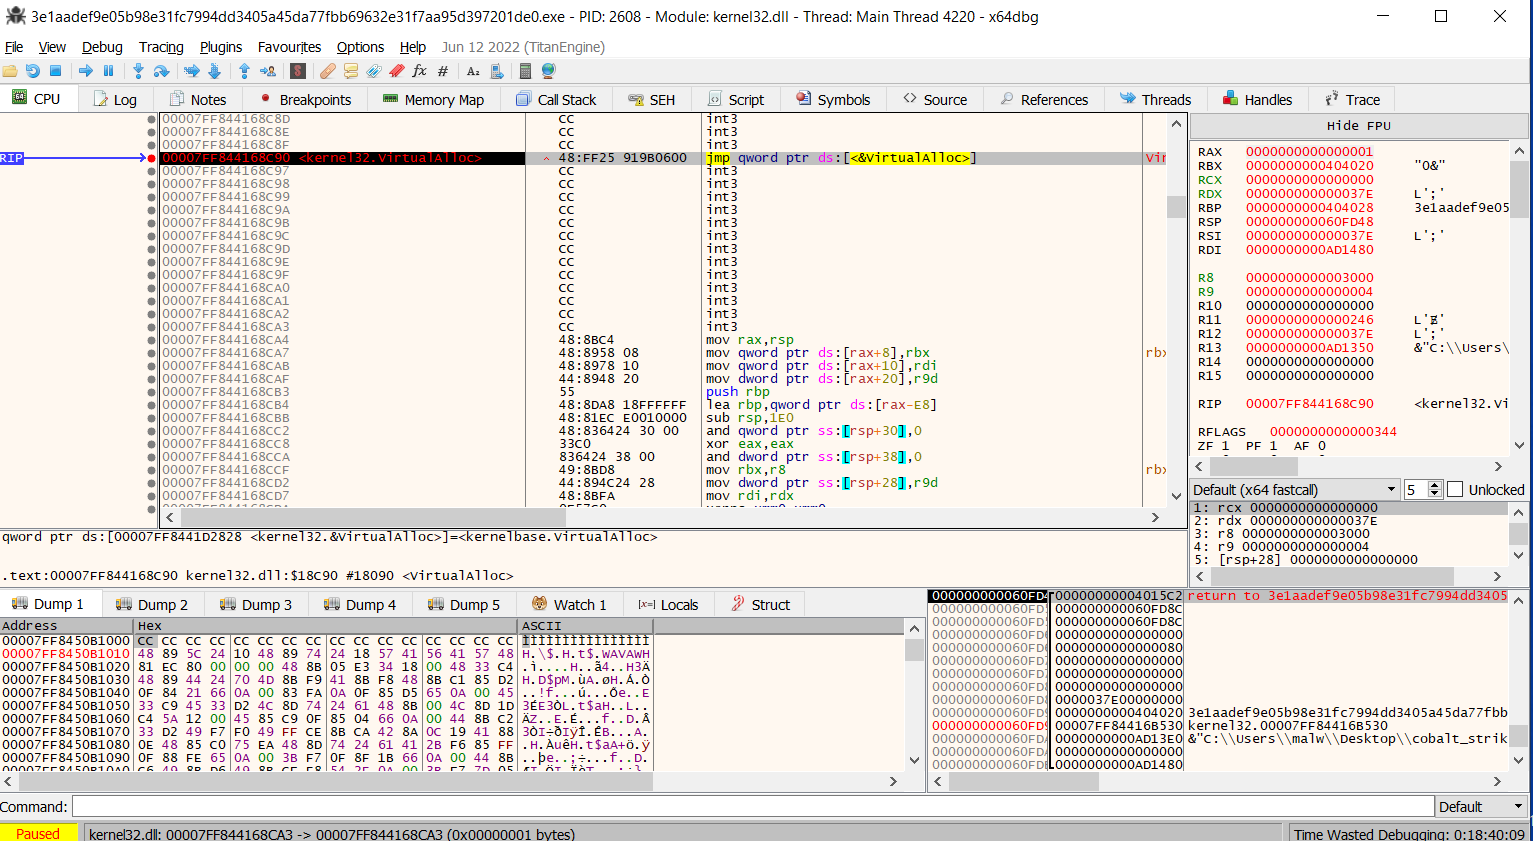 3e1aadef9e05b98e31fc7994dd3405a45da77fbb69632e31f7aa95d397201de0.exe - PID: 2608 - Module: kernel32.dll - Thread: Main Thread 4220 - x64dbg
File View Debug Tracing Plugins Favourites Options Help Jun 12 2022 (TitanEngine)
CPU Log Notes Breakpoints Memory Map Call Stack SEH Script Symbols Source References Threads Handles Trace
00007FF844168C8D CC int3
00007FF844168C8E CC int3
00007FF844168C8F CC int3
RIP 00007FF844168C90 <kernel32.VirtualAlloc> 48:FF25 919B0600 jmp qword ptr ds:[<&VirtualAlloc>] Vir
00007FF844168C97 CC int3
00007FF844168C98 CC int3
00007FF844168C99 CC int3
00007FF844168C9A CC int3
00007FF844168C9B CC int3
00007FF844168C9C CC int3
00007FF844168C9D CC int3
00007FF844168C9E CC int3
00007FF844168C9F CC int3
00007FF844168CA0 CC int3
00007FF844168CA1 CC int3
00007FF844168CA2 CC int3
00007FF844168CA3 CC int3
00007FF844168CA4 48:8BC4 mov rax,rsp
00007FF844168CA7 48:8958 08 mov qword ptr ds:[rax+8],rbx rbx
00007FF844168CAB 48:8978 10 mov qword ptr ds:[rax+10],rdi
00007FF844168CAF 44:8948 20 mov dword ptr ds:[rax+20],r9d
00007FF844168CB3 55 push rbp
00007FF844168CB4 48:8DA8 18FFFFFF lea rbp,qword ptr ds:[rax-E8]
00007FF844168CBB 48:81EC E0010000 sub rsp,1E0
00007FF844168CC2 48:836424 30 00 and qword ptr ss:[rsp+30],0
00007FF844168CC8 33C0 xor eax,eax
00007FF844168CCA 836424 38 00 and dword ptr ss:[rsp+38],0
00007FF844168CCF 49:8BD8 mov rbx,r8 rbx
00007FF844168CD2 44:894C24 28 mov dword ptr ss:[rsp+28],r9d
00007FF844168CD7 48:8BFA mov rdi,rdx
Hide FPU
RAX 0000000000000001
RBX 0000000000404020 "0&"
RCX 0000000000000000
RDX 000000000000037E L';'
RBP 0000000000404028 3e1aadef9e05
RSP 000000000060FD48
RSI 000000000000037E L';'
RDI 0000000000AD1480
R8 0000000000003000
R9 0000000000000004
R10 0000000000000000
R11 0000000000000246
R12 000000000000037E L';'
R13 0000000000AD1350 &"C:\\Users\
R14 0000000000000000
R15 0000000000000000
RIP 00007FF844168C90 <kernel32.Vi
RFLAGS 0000000000000344
ZF 1 PF 1 AF 0
Default (x64 fastcall) 5 Unlocked
1: rcx 0000000000000000
2: rdx 000000000000037E
3: r8 0000000000003000
4: r9 0000000000000004
5: [rsp+28] 0000000000000000
qword ptr ds:[00007FF8441D2828 <kernel32.&VirtualAlloc>]=<kernelbase.VirtualAlloc>
.text:00007FF844168C90 kernel32.dll:$18C90 #18090 <VirtualAlloc>
Dump 1 Dump 2 Dump 3 Dump 4 Dump 5 Watch 1 Locals Struct
Address Hex ASCII
00007FF8450B1000 CC CC CC CC CC CC CC CC CC CC CC CC CC CC CC CC ÌÌÌÌÌÌÌÌÌÌÌÌÌÌÌÌ
00007FF8450B1010 48 89 5C 24 10 48 89 74 24 18 57 41 56 41 57 48 H.\$.H.t$.WAVAWH
00007FF8450B1020 81 EC 80 00 00 00 48 8B 05 E3 34 18 00 48 33 C4 .ì....H..ã4..H3Ä
00007FF8450B1030 48 89 44 24 70 4D 8B F9 41 8B F8 48 8B C1 85 D2 H.D$pM.ùA.øH.Á.Ò
00007FF8450B1040 0F 84 21 66 0A 00 83 FA 0A 0F 85 D5 65 0A 00 45 ..!f...ú...Õe..E
00007FF8450B1050 33 C9 45 33 D2 4C 8D 74 24 61 48 8B 00 4C 8D 1D
00007FF8450B1060 C4 5A 12 00 45 85 C9 0F 85 04 66 0A 00 44 8B C2 ÄZ..E.É...f..D.Â
00007FF8450B1070 33 D2 49 F7 F0 49 FF CE 8B CA 42 8A 0C 19 41 88 3ÒI÷ðIÿÎ.ÊB...A.
00007FF8450B1080 0E 48 85 C0 75 EA 48 8D 74 24 61 41 2B F6 85 FF .H.ÀuêH.t$aA+ö.ÿ
00007FF8450B1090 0F 88 FE 65 0A 00 3B F7 0F 8F 1B 66 0A 00 44 8B ..þe..;÷...f..D.
000000000060FD4 00000000004015C2 return to 3e1aadef9e05b98e31fc7994dd3405
000000000060FD5 000000000060FD8C
000000000060FD5 000000000060FD8C
000000000060FD6 0000000000000000
000000000060FD6 0000000000000080
000000000060FD7 0000000000000000
000000000060FD7 0000000000000000
000000000060FD8 0000000000000000
000000000060FD8 0000037E00000000
000000000060FD9 0000000000404020 3e1aadef9e05b98e31fc7994dd3405a45da77fbb
000000000060FD9 00007FF84416B530 kernel32.00007FF84416B530
000000000060FDA 0000000000AD13E0 &"C:\\Users\\malw\\Desktop\\cobalt_strik
000000000060FDA 0000000000000000
000000000060FDB 0000000000AD1480
Command: Default
Paused kernel32.dll: 00007FF844168CA3 -> 00007FF844168CA3 (0x00000001 bytes) Time Wasted Debugging: 0:18:40:09